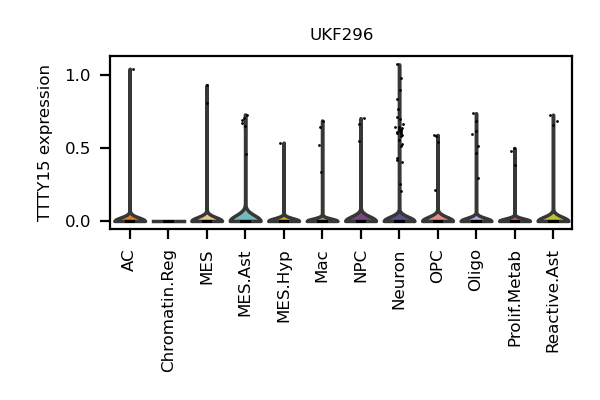 UKF296
TTTY15 expression
1.0
0.5
0.0
AC
Chromatin.Reg
MES
MES.Ast
MES.Hyp
Mac
NPC
Neuron
OPC
Oligo
Prolif.Metab
Reactive.Ast